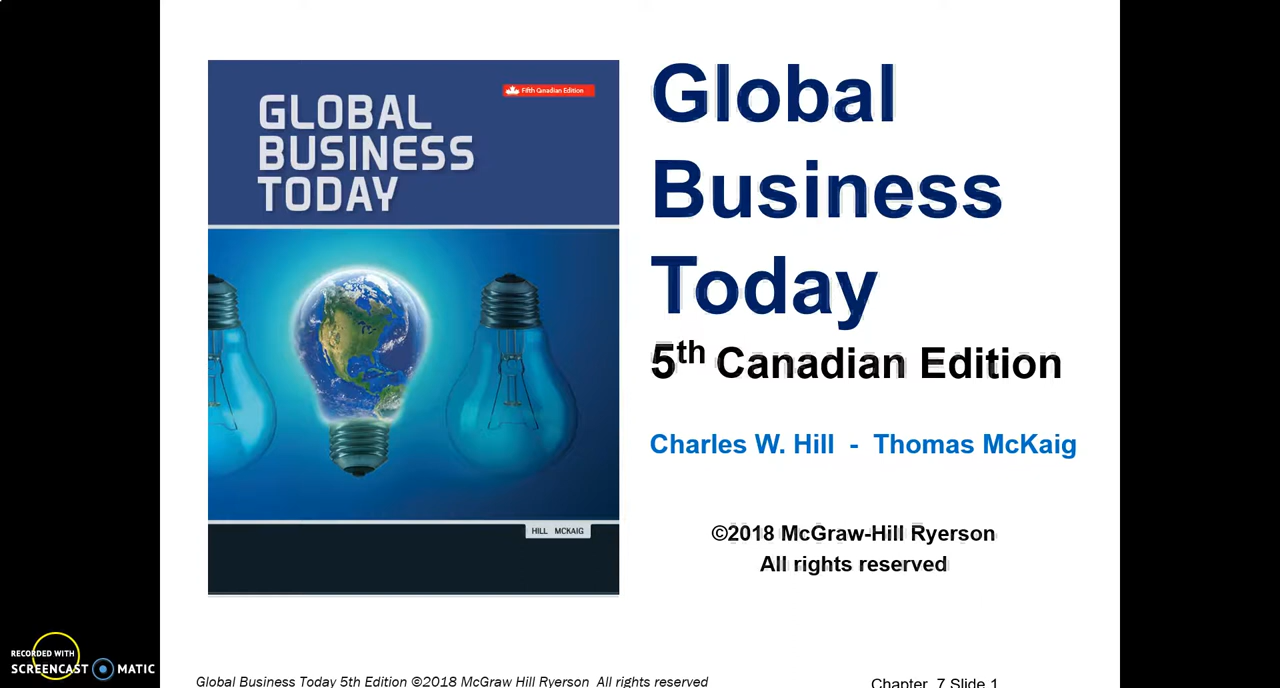 Fifth Canadian Edition
GLOBAL
BUSINESS
TODAY
HILL MCKAIG
Global
Business
Today
5th Canadian Edition
Charles W. Hill - Thomas McKaig
©2018 McGraw-Hill Ryerson
All rights reserved
RECORDED WITH
SCREENCAST MATIC
Global Business Today 5th Edition ©2018 McGraw Hill Ryerson All rights reserved
Chapter 7 Slide 1